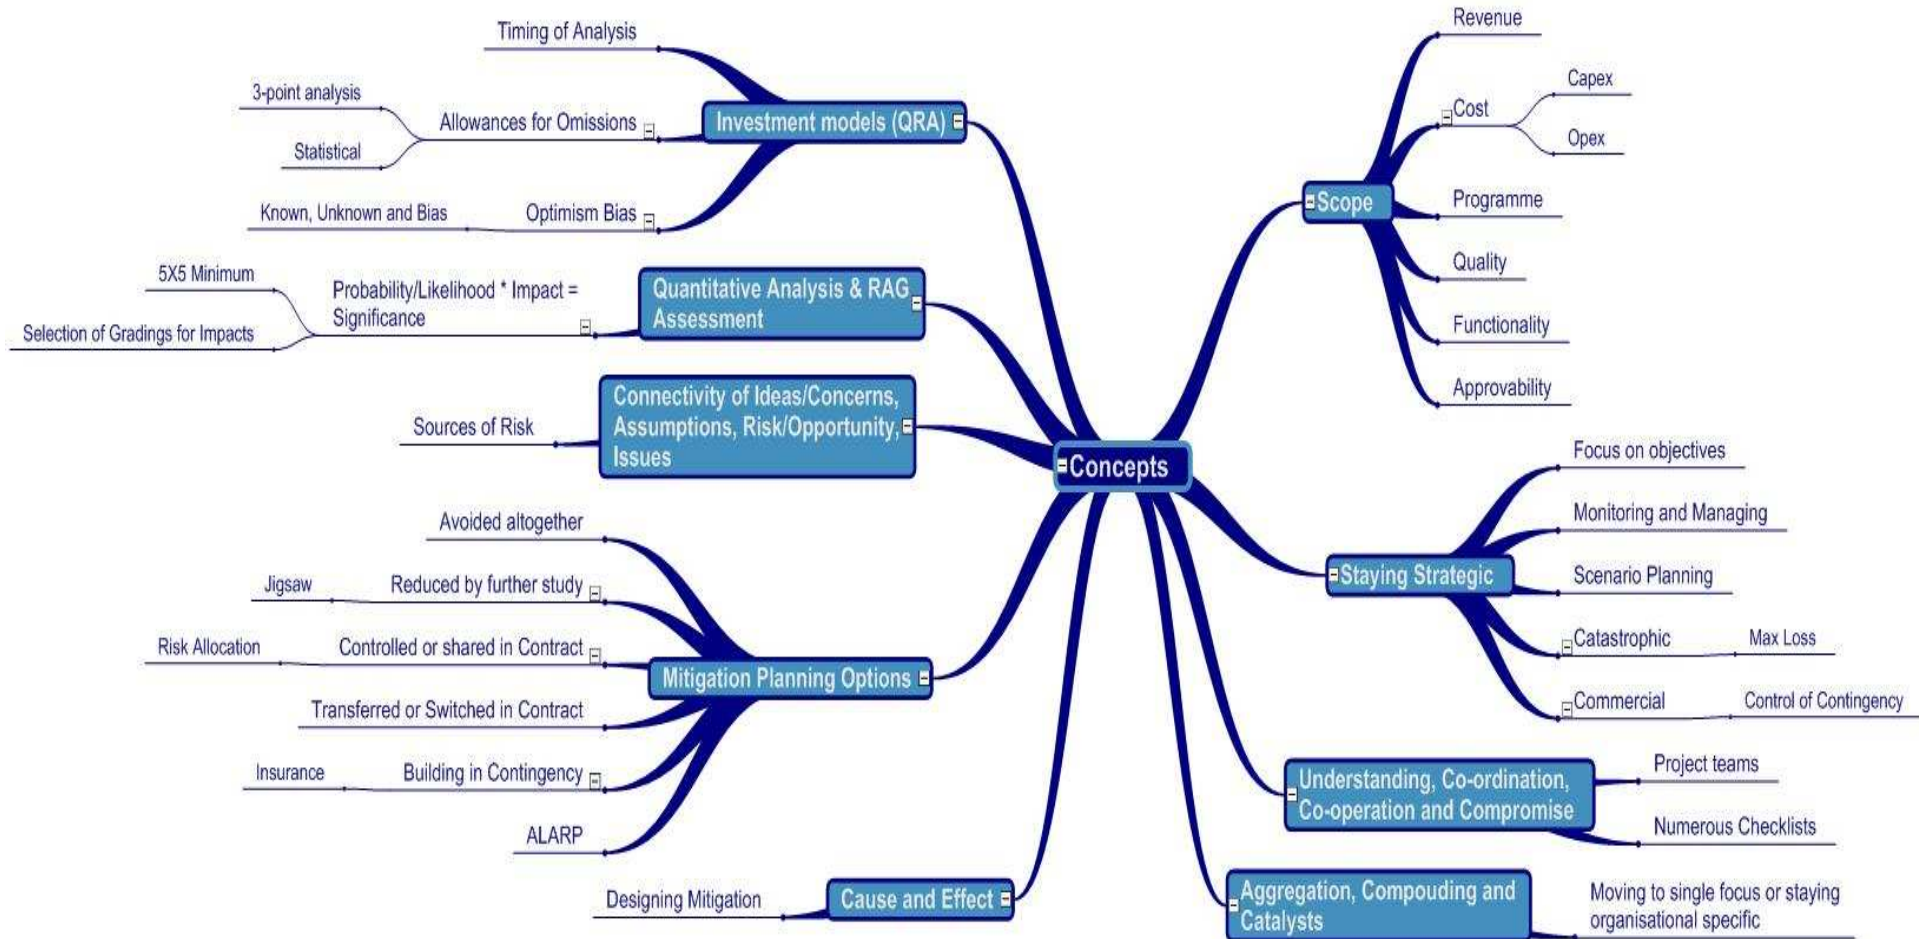 Timing of Analysis
3-point analysis
Allowances for Omissions
Statistical
Investment models (QRA)
Known, Unknown and Bias
Optimism Bias
5X5 Minimum
Selection of Gradings for Impacts
Probability/Likelihood * Impact =
Significance
Quantitative Analysis & RAG
Assessment
Sources of Risk
Connectivity of Ideas/Concerns,
Assumptions, Risk/Opportunity,
Issues
Avoided altogether
Jigsaw
Reduced by further study
Risk Allocation
Controlled or shared in Contract
Mitigation Planning Options
Transferred or Switched in Contract
Insurance
Building in Contingency
ALARP
Designing Mitigation
Cause and Effect
Concepts
Revenue
Cost
Capex
Opex
Scope
Programme
Quality
Functionality
Approvability
Focus on objectives
Monitoring and Managing
Staying Strategic
Scenario Planning
Catastrophic
Max Loss
Commercial
Control of Contingency
Understanding, Co-ordination,
Co-operation and Compromise
Project teams
Numerous Checklists
Aggregation, Compouding and
Catalysts
Moving to single focus or staying
organisational specific